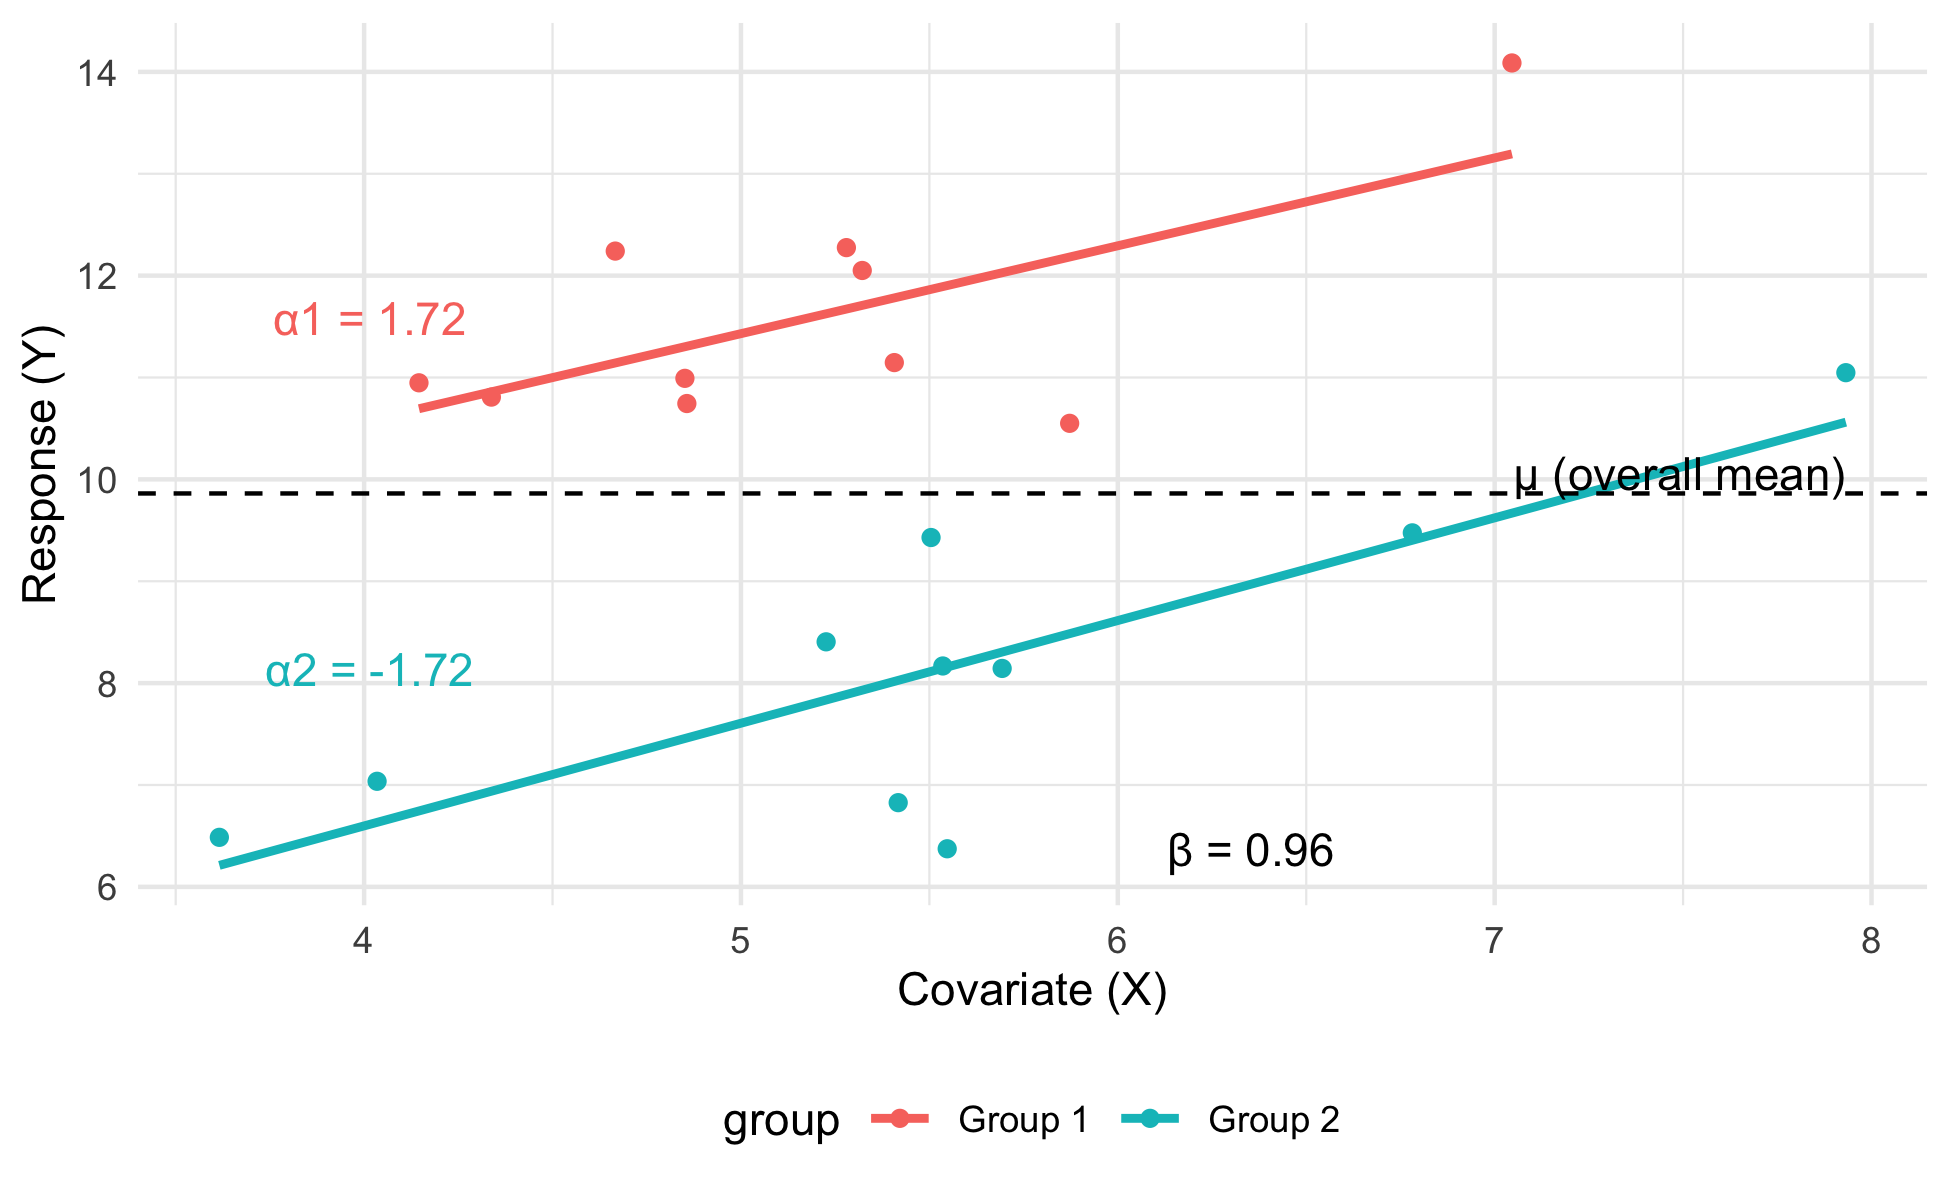 14
12
10
8
6
Response (Y)
α1 = 1.72
μ (overall mean)
α2 = -1.72
β = 0.96
4 5 6 7 8
Covariate (X)
group Group 1 Group 2